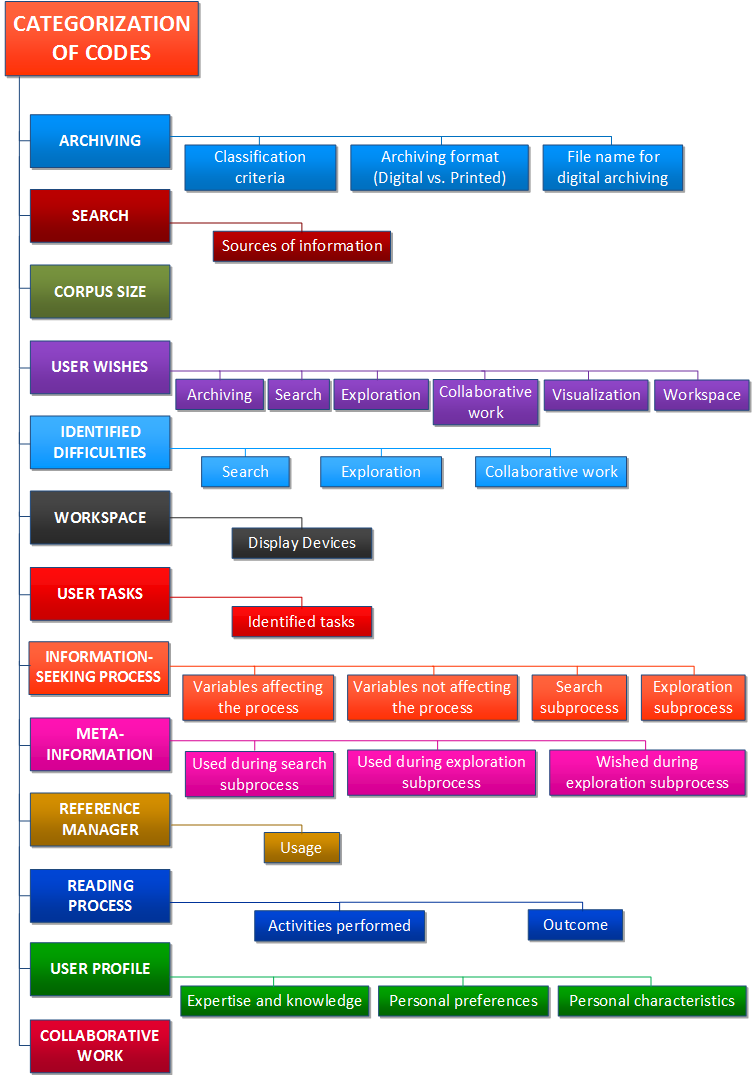 CATEGORIZATION
OF CODES
ARCHIVING
Classification
criteria
Archiving format
(Digital vs. Printed)
File name for
digital archiving
SEARCH
Sources of information
CORPUS SIZE
USER WISHES
Archiving
Search
Exploration
Collaborative
work
Visualization
Workspace
IDENTIFIED
DIFFICULTIES
Search
Exploration
Collaborative work
WORKSPACE
Display Devices
USER TASKS
Identified tasks
INFORMATION-
SEEKING PROCESS
Variables affecting
the process
Variables not affecting
the process
Search
subprocess
Exploration
subprocess
META-
INFORMATION
Used during search
subprocess
Used during exploration
subprocess
Wished during
exploration subprocess
REFERENCE
MANAGER
Usage
READING
PROCESS
Activities performed
Outcome
USER PROFILE
Expertise and knowledge
Personal preferences
Personal characteristics
COLLABORATIVE
WORK